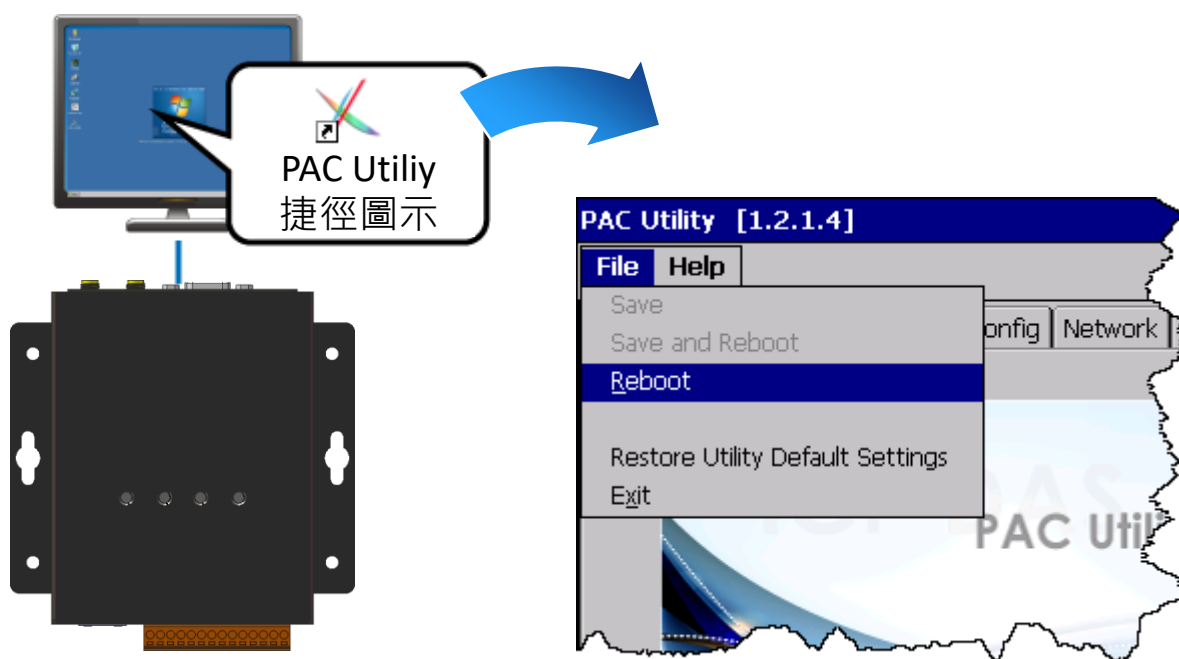 PAC Utiliy
捷徑圖示
PAC Utility [1.2.1.4]
File Help
Save
Save and Reboot
onfig Network
Reboot
Restore Utility Default Settings
Exit
PAC Util